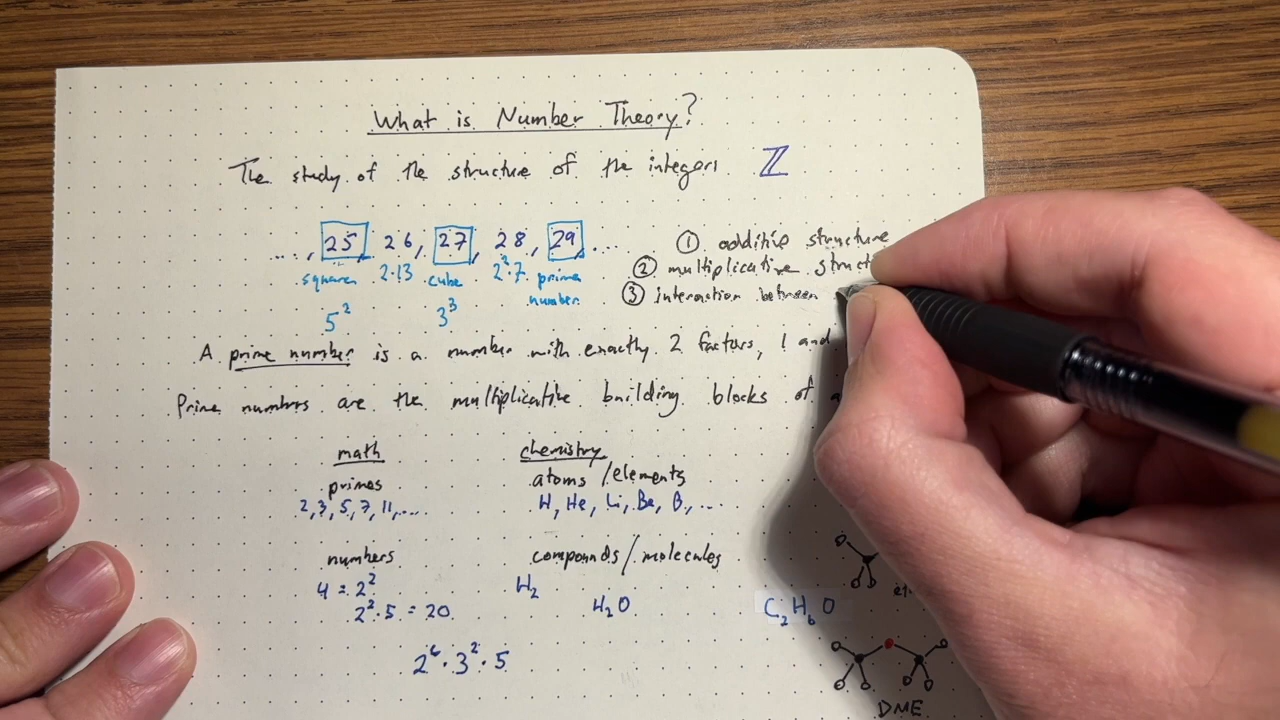 What is Number Theory?
The study of the structure of the integers ℤ
..., 25, 26, 27, 28, 29, ...
square 2·13 cube 2²·7 prime number
5² 3³
① additive structure
② multiplicative struct
③ interaction between
A prime number is a number with exactly 2 factors, 1 and
Prime numbers are the multiplicative building blocks of
math chemistry
primes atoms/elements
2, 3, 5, 7, 11, ... H, He, Li, Be, B, ...
numbers compounds/molecules
4 = 2² H₂
2²·5 = 20 H₂O C₂H₆O
2⁶·3²·5
DME